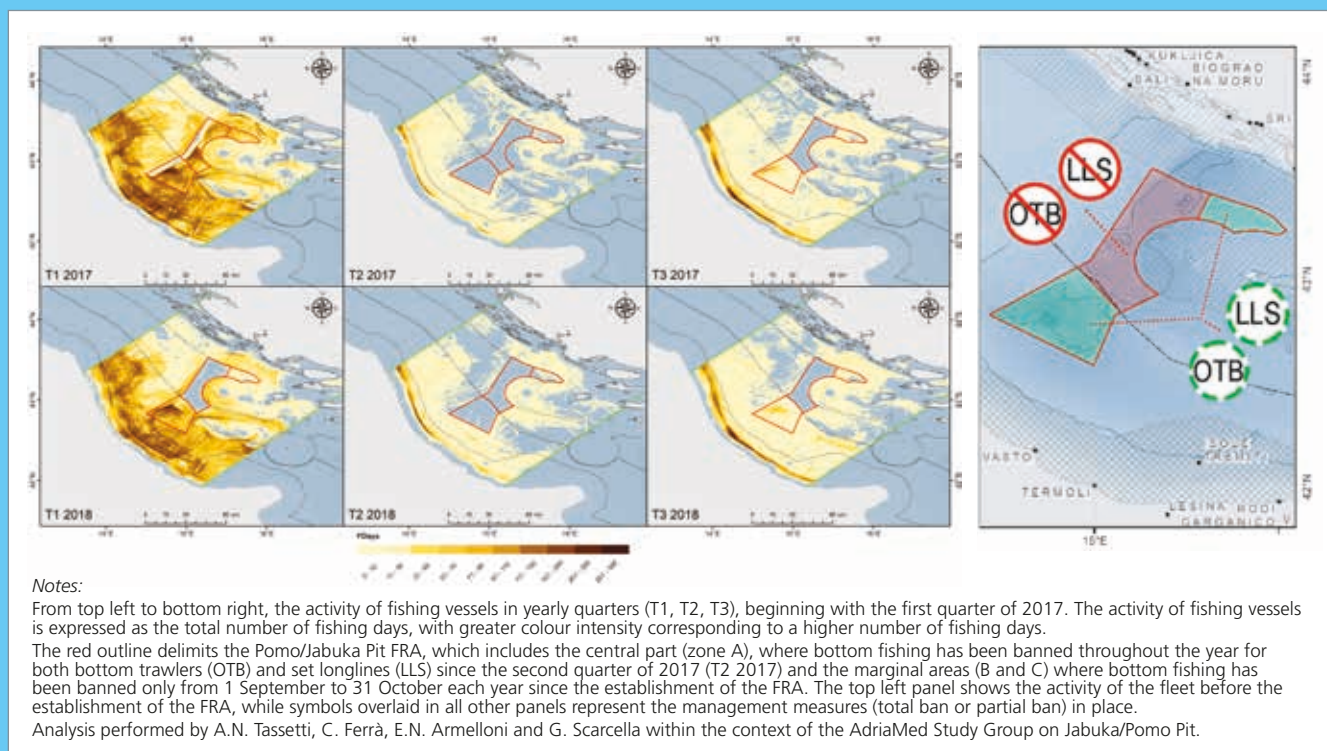 T1 2017
T2 2017
T3 2017
T1 2018
T2 2018
T3 2018
FDays
KUKLJICA
BIOGRAD
SALI
NA MORU
44°N
LLS
OTB
43°N
LLS
OTB
VASTO
TERMOLI
LESINA
RODI
GARGANICO
42°N
15°E
Notes:
From top left to bottom right, the activity of fishing vessels in yearly quarters (T1, T2, T3), beginning with the first quarter of 2017. The activity of fishing vessels
is expressed as the total number of fishing days, with greater colour intensity corresponding to a higher number of fishing days.
The red outline delimits the Pomo/Jabuka Pit FRA, which includes the central part (zone A), where bottom fishing has been banned throughout the year for
both bottom trawlers (OTB) and set longlines (LLS) since the second quarter of 2017 (T2 2017) and the marginal areas (B and C) where bottom fishing has
been banned only from 1 September to 31 October each year since the establishment of the FRA. The top left panel shows the activity of the fleet before the
establishment of the FRA, while symbols overlaid in all other panels represent the management measures (total ban or partial ban) in place.
Analysis performed by A.N. Tassetti, C. Ferrà, E.N. Armelloni and G. Scarcella within the context of the AdriaMed Study Group on Jabuka/Pomo Pit.